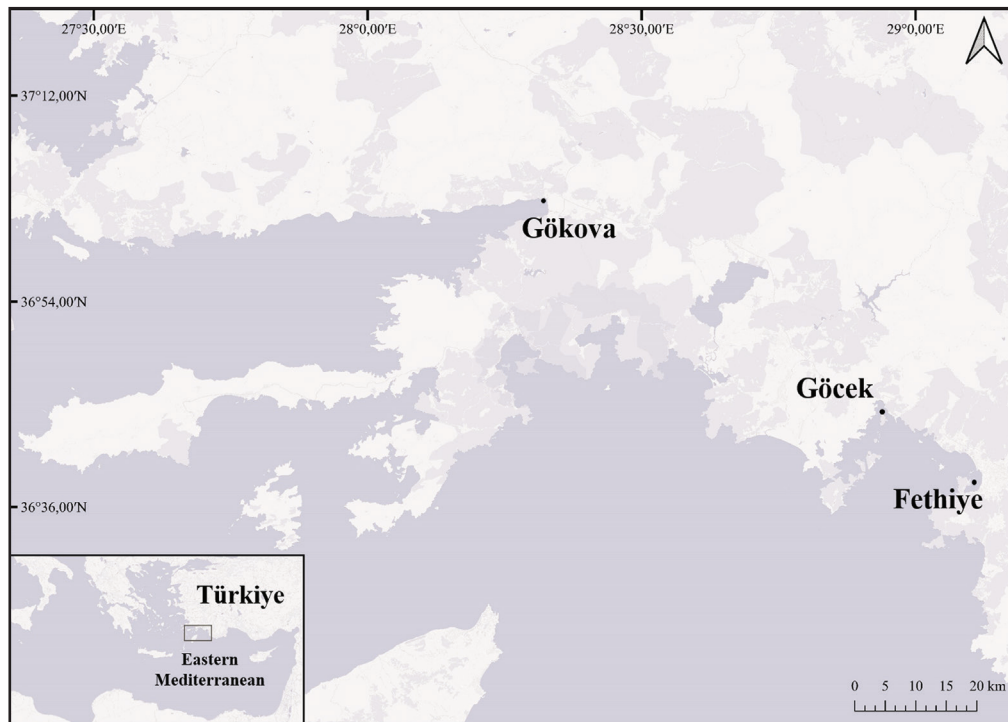 27°30,00′E
28°0,00′E
28°30,00′E
29°0,00′E
37°12,00′N
Gökova
36°54,00′N
Göcek
36°36,00′N
Fethiye
Türkiye
Eastern
Mediterranean
0 5 10 15 20 km